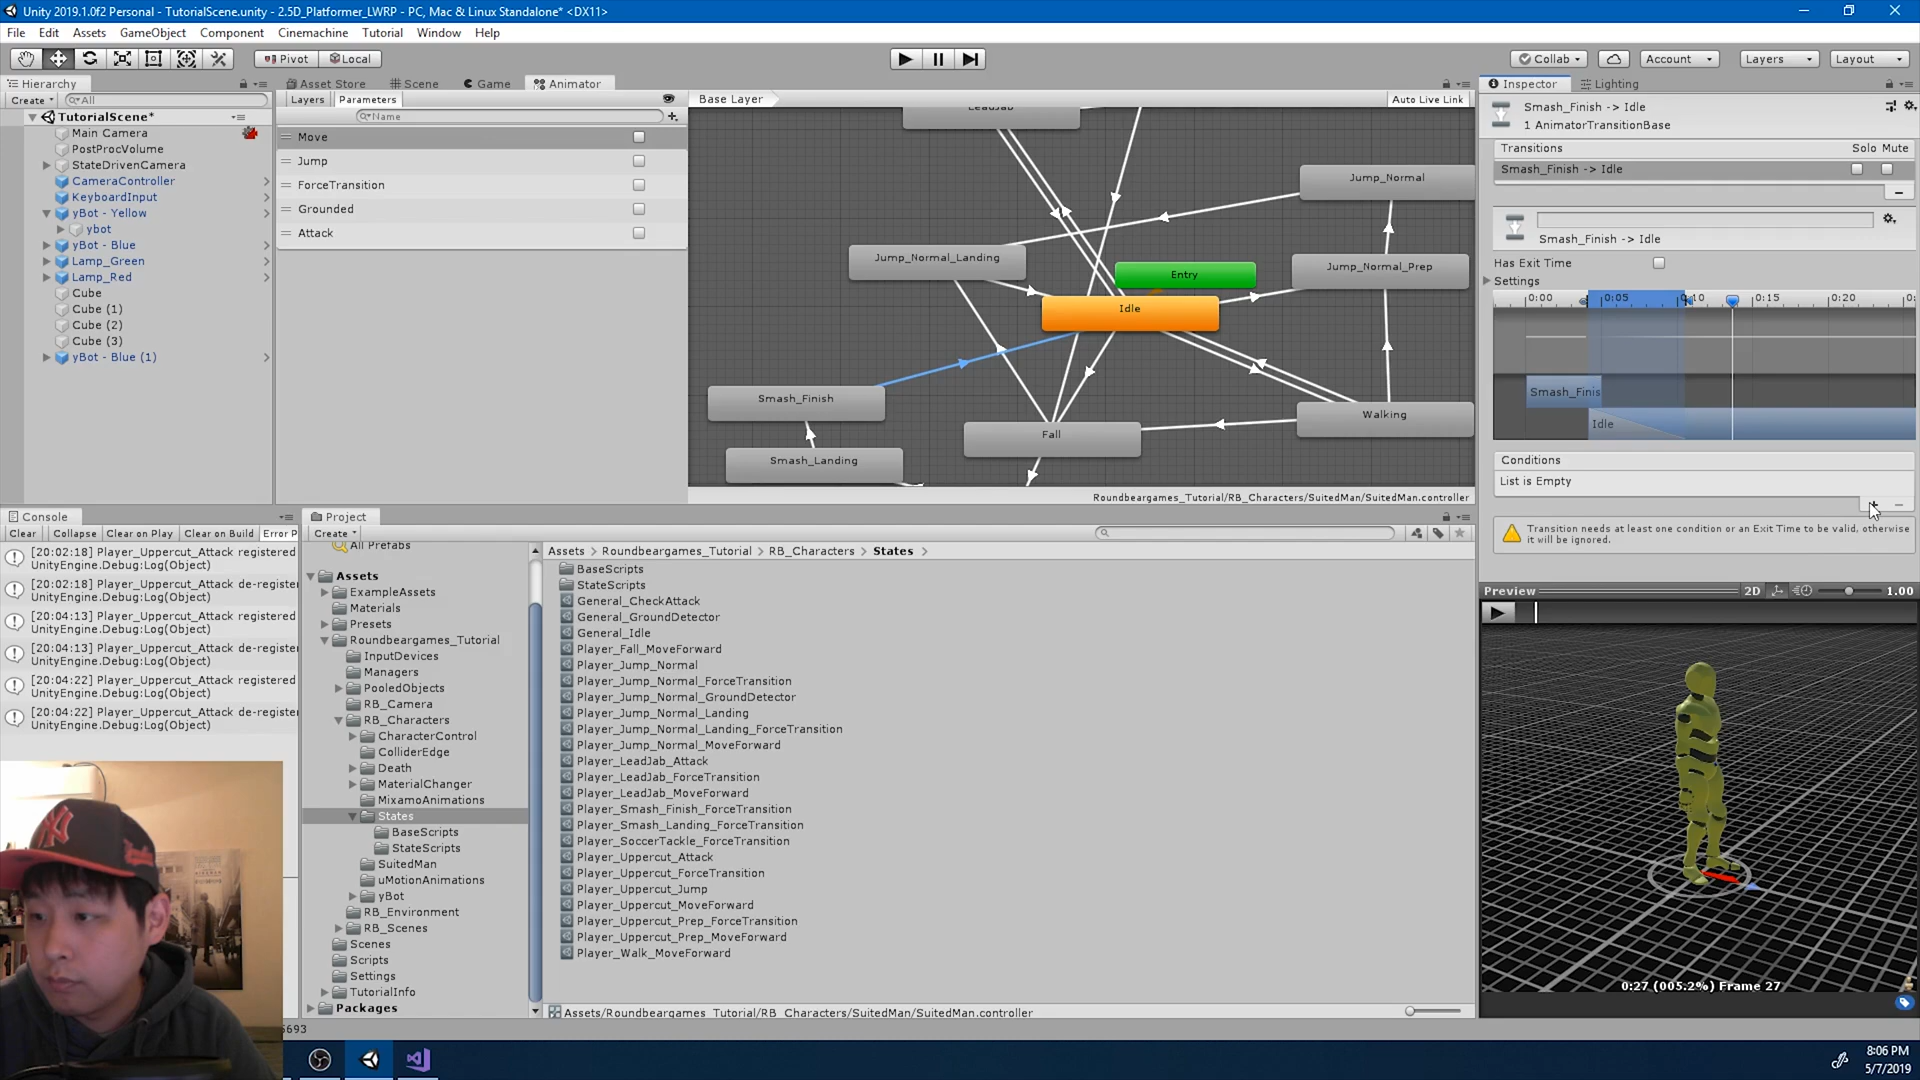 Unity 2019.1.0f2 Personal - TutorialScene.unity - 2.5D_Platformer_LWRP - PC, Mac & Linux Standalone* <DX11>
File Edit Assets GameObject Component Cinemachine Tutorial Window Help
Pivot Local
Collab Account Layers Layout
Hierarchy
Create All
TutorialScene*
Main Camera
PostProcVolume
StateDrivenCamera
CameraController
KeyboardInput
yBot - Yellow
ybot
yBot - Blue
Lamp_Green
Lamp_Red
Cube
Cube (1)
Cube (2)
Cube (3)
yBot - Blue (1)
Asset Store Scene Game Animator
Layers Parameters
Name
Move
Jump
ForceTransition
Grounded
Attack
Base Layer
Auto Live Link
LeadJab
Jump_Normal
Jump_Normal_Landing
Entry
Jump_Normal_Prep
Idle
Smash_Finish
Walking
Fall
Smash_Landing
Roundbeargames_Tutorial/RB_Characters/SuitedMan/SuitedMan.controller
Inspector Lighting
Smash_Finish -> Idle
1 AnimatorTransitionBase
Transitions Solo Mute
Smash_Finish -> Idle
Smash_Finish -> Idle
Has Exit Time
Settings
0:00 0:05 0:10 0:15 0:20
Smash_Finis
Idle
Conditions
List is Empty
Transition needs at least one condition or an Exit Time to be valid, otherwise
it will be ignored.
Preview 2D 1.00
0:27 (005.2%) Frame 27
Console
Clear Collapse Clear on Play Clear on Build Error P
[20:02:18] Player_Uppercut_Attack registered
UnityEngine.Debug:Log(Object)
[20:02:18] Player_Uppercut_Attack de-registere
UnityEngine.Debug:Log(Object)
[20:04:13] Player_Uppercut_Attack registered
UnityEngine.Debug:Log(Object)
[20:04:13] Player_Uppercut_Attack de-registere
UnityEngine.Debug:Log(Object)
[20:04:22] Player_Uppercut_Attack registered
UnityEngine.Debug:Log(Object)
[20:04:22] Player_Uppercut_Attack de-registere
UnityEngine.Debug:Log(Object)
Project
Create
All Prefabs
Assets
ExampleAssets
Materials
Presets
Roundbeargames_Tutorial
InputDevices
Managers
PooledObjects
RB_Camera
RB_Characters
CharacterControl
ColliderEdge
Death
MaterialChanger
MixamoAnimations
States
BaseScripts
StateScripts
SuitedMan
uMotionAnimations
yBot
RB_Environment
RB_Scenes
Scenes
Scripts
Settings
TutorialInfo
Packages
Assets > Roundbeargames_Tutorial > RB_Characters > States >
BaseScripts
StateScripts
General_CheckAttack
General_GroundDetector
General_Idle
Player_Fall_MoveForward
Player_Jump_Normal
Player_Jump_Normal_ForceTransition
Player_Jump_Normal_GroundDetector
Player_Jump_Normal_Landing
Player_Jump_Normal_Landing_ForceTransition
Player_Jump_Normal_MoveForward
Player_LeadJab_Attack
Player_LeadJab_ForceTransition
Player_LeadJab_MoveForward
Player_Smash_Finish_ForceTransition
Player_Smash_Landing_ForceTransition
Player_SoccerTackle_ForceTransition
Player_Uppercut_Attack
Player_Uppercut_ForceTransition
Player_Uppercut_Jump
Player_Uppercut_MoveForward
Player_Uppercut_Prep_ForceTransition
Player_Uppercut_Prep_MoveForward
Player_Walk_MoveForward
Assets/Roundbeargames_Tutorial/RB_Characters/SuitedMan/SuitedMan.controller
5693
8:06 PM
5/7/2019